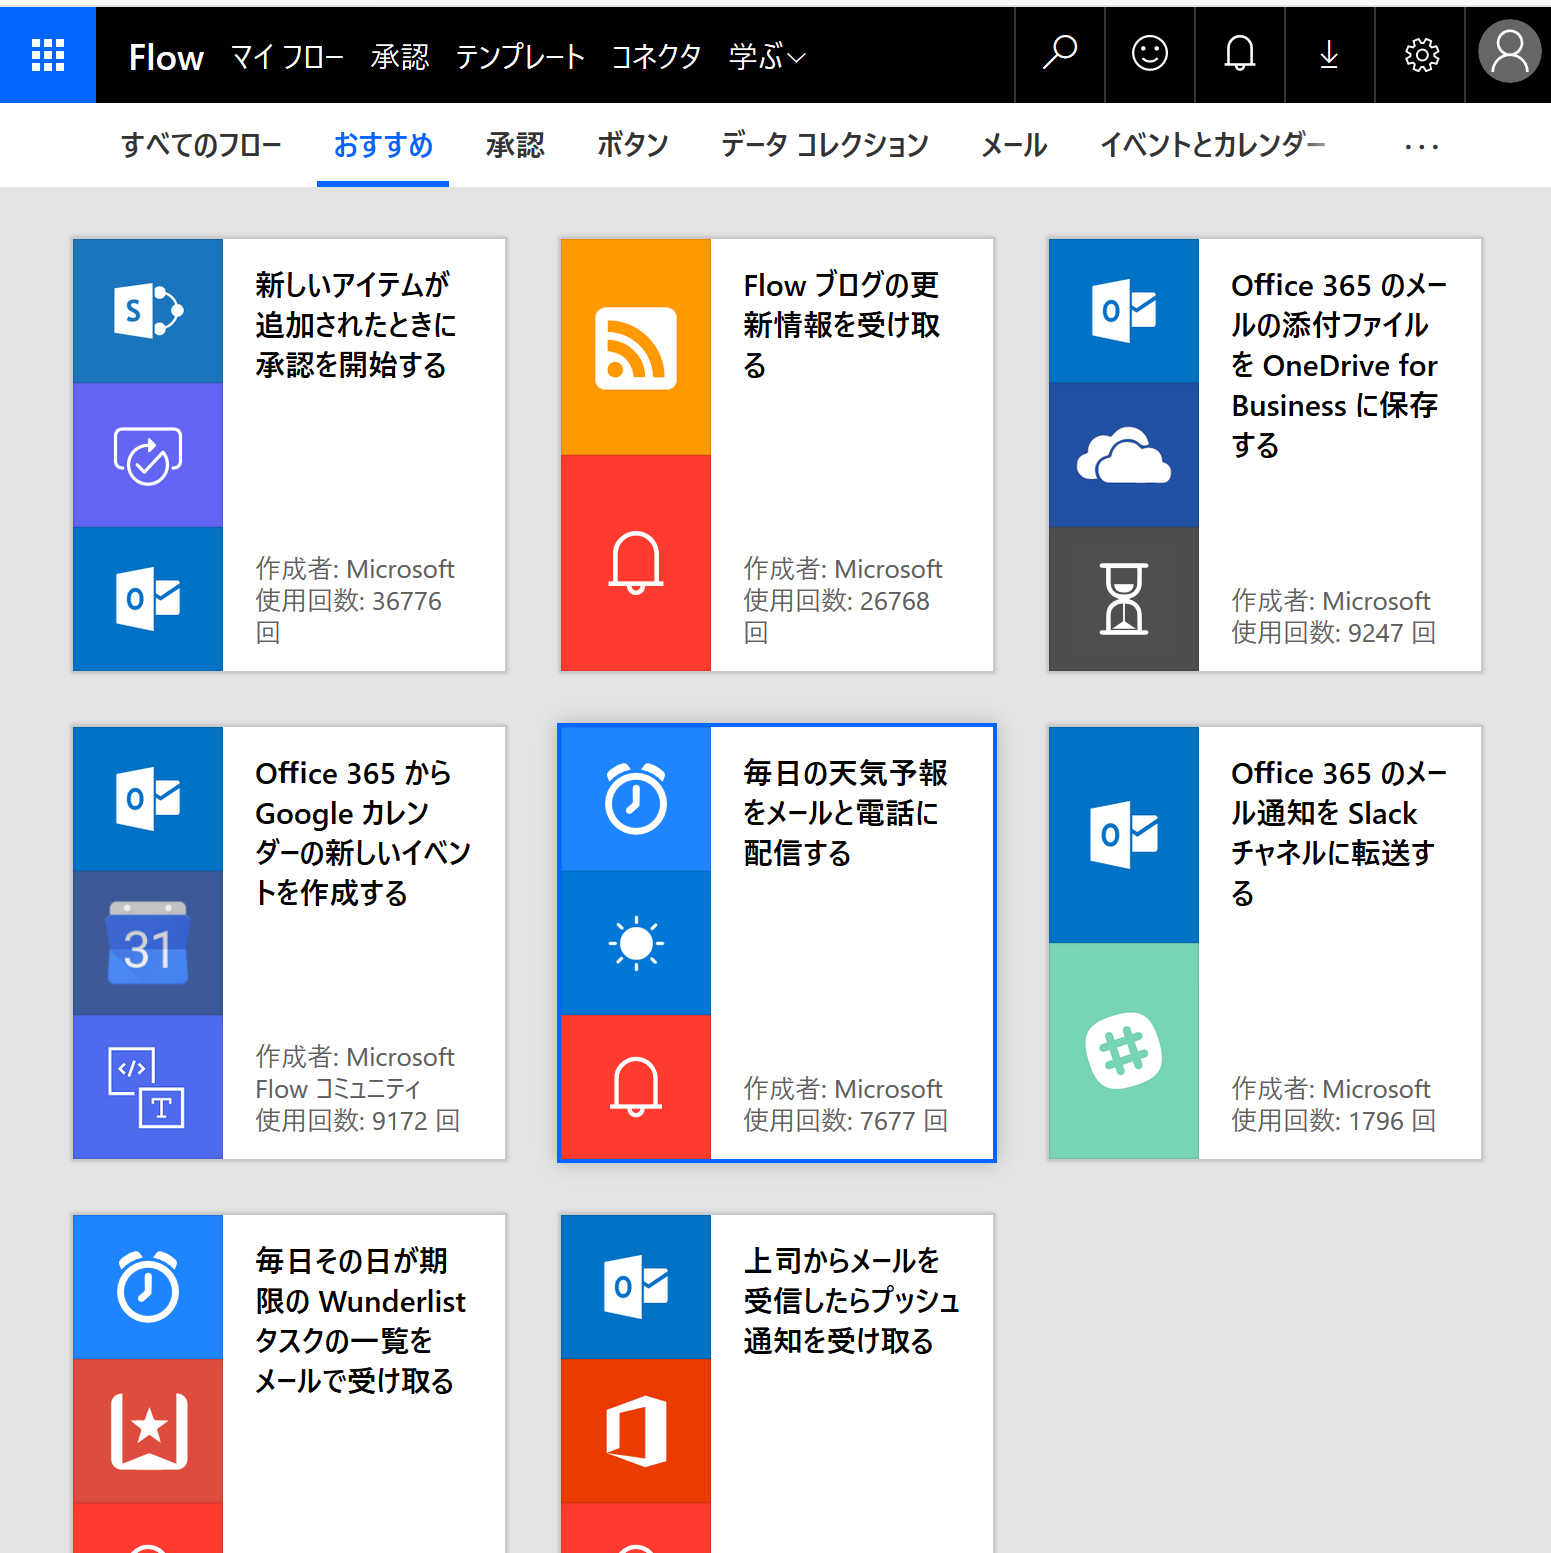 Flow マイ フロー 承認 テンプレート コネクタ 学ぶ
すべてのフロー おすすめ 承認 ボタン データ コレクション メール イベントとカレンダー ...
新しいアイテムが
追加されたときに
承認を開始する
作成者: Microsoft
使用回数: 36776
回
Flow ブログの更
新情報を受け取
る
作成者: Microsoft
使用回数: 26768
回
Office 365 のメー
ルの添付ファイル
を OneDrive for
Business に保存
する
作成者: Microsoft
使用回数: 9247 回
Office 365 から
Google カレン
ダーの新しいイベン
トを作成する
31
</>
T
作成者: Microsoft
Flow コミュニティ
使用回数: 9172 回
毎日の天気予報
をメールと電話に
配信する
作成者: Microsoft
使用回数: 7677 回
Office 365 のメー
ル通知を Slack
チャネルに転送す
る
作成者: Microsoft
使用回数: 1796 回
毎日その日が期
限の Wunderlist
タスクの一覧を
メールで受け取る
上司からメールを
受信したらプッシュ
通知を受け取る